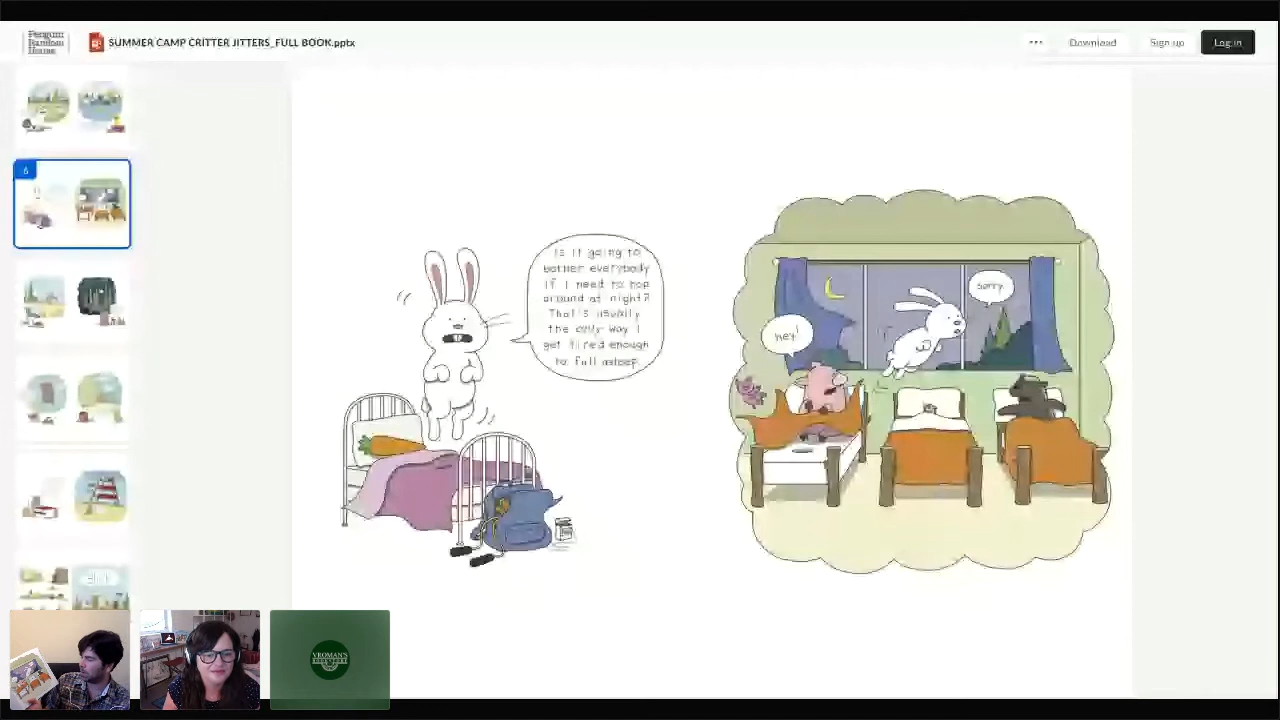 Penguin
Random
House
SUMMER CAMP CRITTER JITTERS_FULL BOOK.pptx
Download
Sign up
Log in
6
Is it going to
bother everybody
if I need to hop
around at night?
That's usually
the only way I
get tired enough
to fall asleep.
sorry.
hey!
VROMAN'S
BOOKSTORE